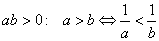 ab > 0:   a > b ⇔ 1/a < 1/b